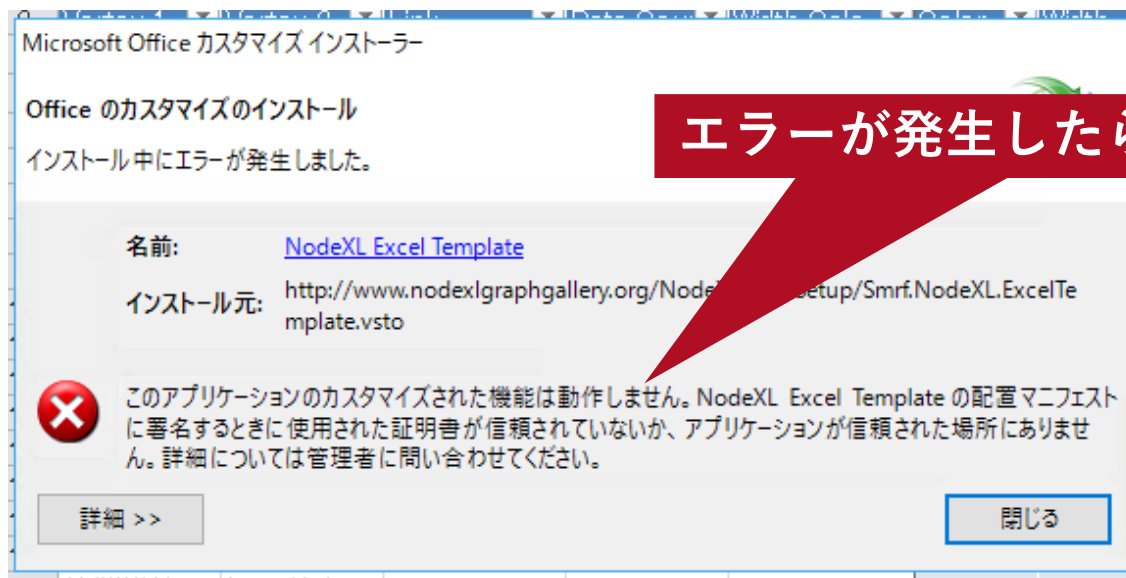 Microsoft Office カスタマイズ インストーラー
Office のカスタマイズのインストール
エラーが発生したら
インストール中にエラーが発生しました。
名前: NodeXL Excel Template
インストール元: http://www.nodexlgraphgallery.org/Node etup/Smrf.NodeXL.ExcelTe
mplate.vsto
このアプリケーションのカスタマイズされた機能は動作しません。NodeXL Excel Template の配置マニフェスト
に署名するときに使用された証明書が信頼されていないか、アプリケーションが信頼された場所にありませ
ん。詳細については管理者に問い合わせてください。
詳細 >>
閉じる